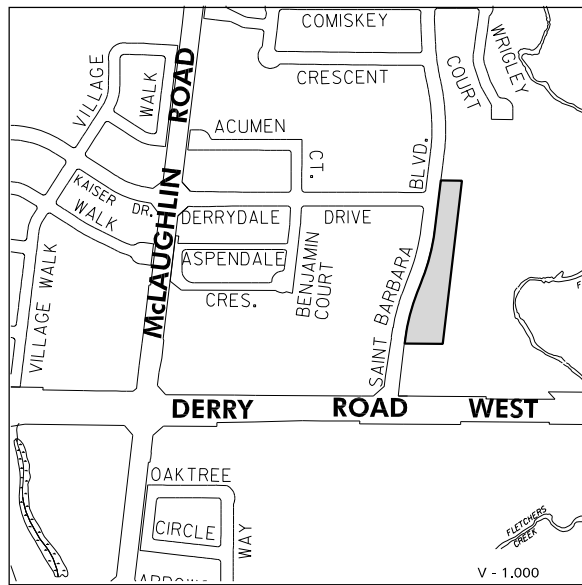 COMISKEY
CRESCENT
WRIGLEY
COURT
VILLAGE
WALK
McLAUGHLIN ROAD
ACUMEN
CT.
BLVD.
KAISER DR.
WALK
DERRYDALE DRIVE
ASPENDALE
CRES.
BENJAMIN
COURT
SAINT BARBARA
VILLAGE WALK
DERRY ROAD WEST
OAKTREE
CIRCLE
WAY
FLETCHERS
CREEK
V - 1.000